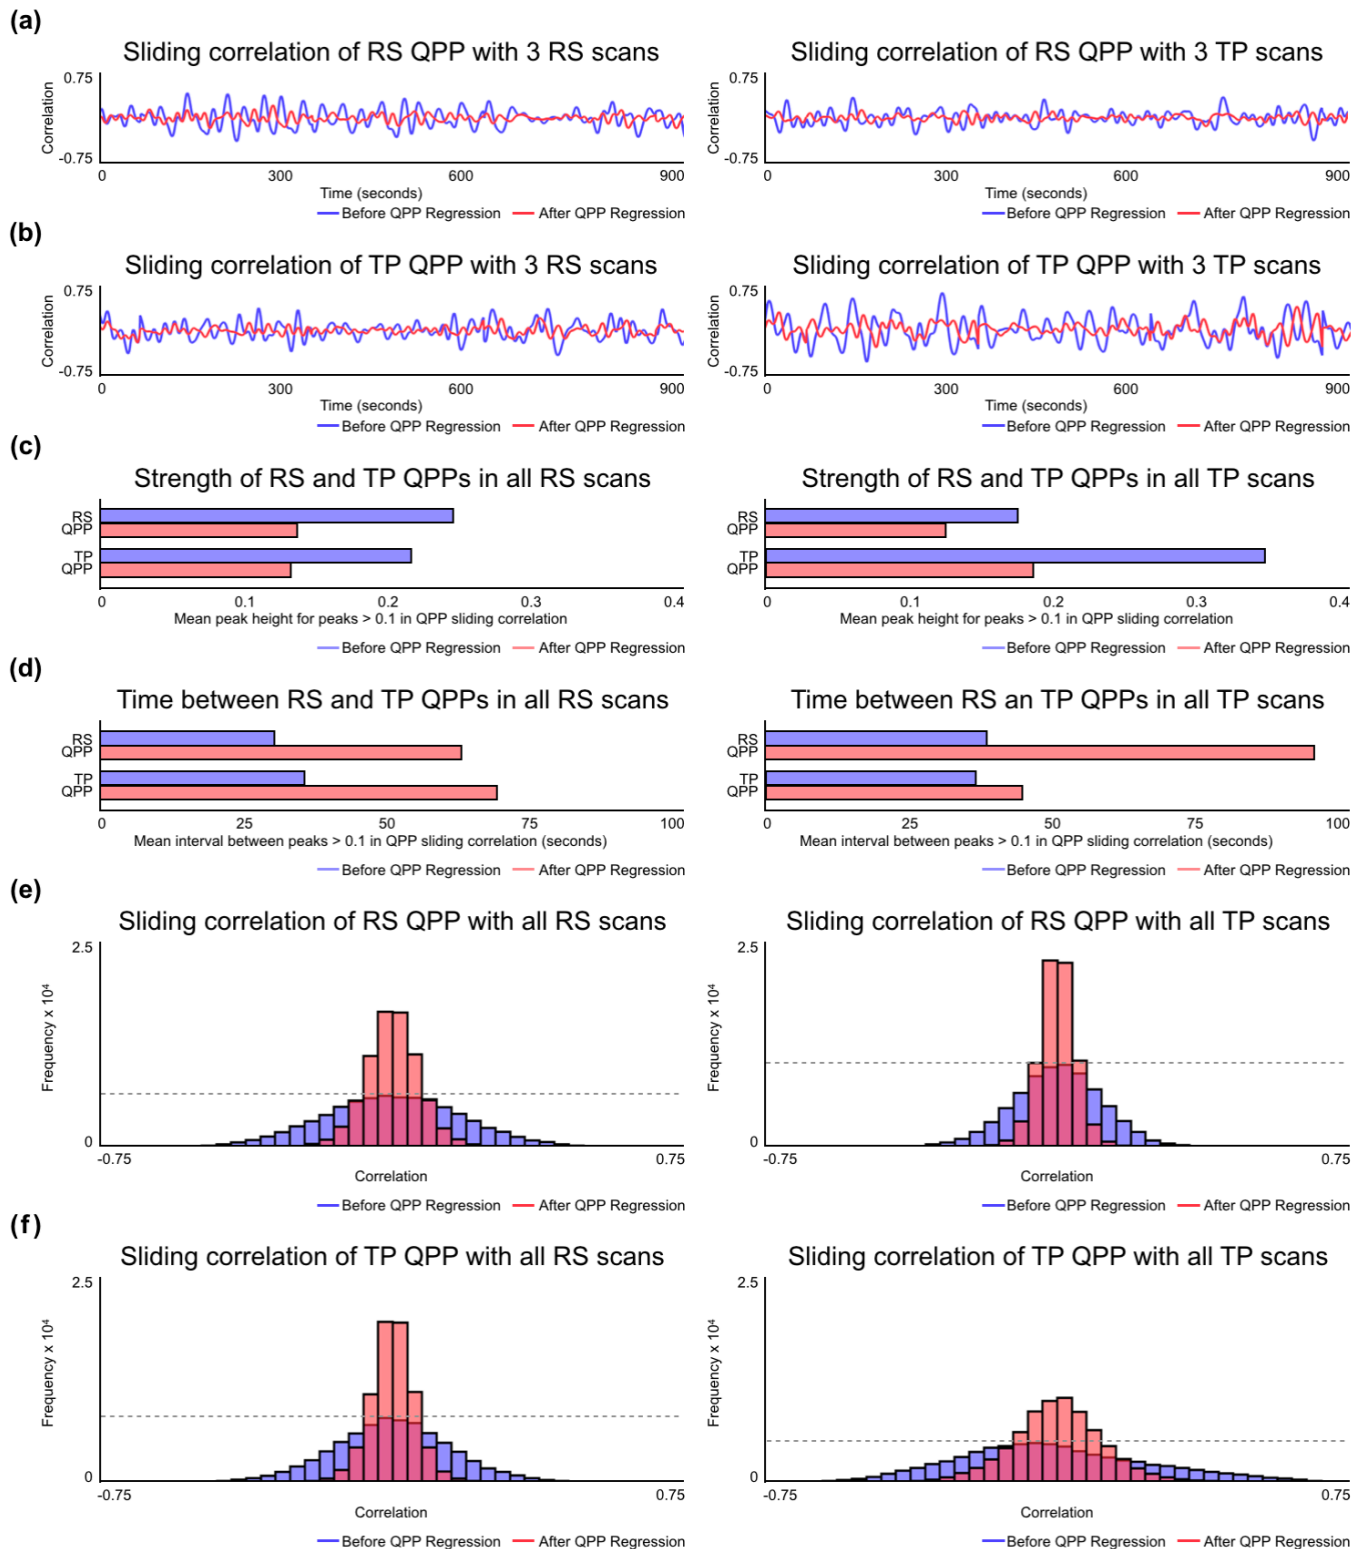 (a)
Sliding correlation of RS QPP with 3 RS scans
0.75
Correlation
-0.75
0 300 600 900
Time (seconds)
Before QPP Regression After QPP Regression
Sliding correlation of RS QPP with 3 TP scans
0.75
Correlation
-0.75
0 300 600 900
Time (seconds)
Before QPP Regression After QPP Regression
(b)
Sliding correlation of TP QPP with 3 RS scans
0.75
Correlation
-0.75
0 300 600 900
Time (seconds)
Before QPP Regression After QPP Regression
Sliding correlation of TP QPP with 3 TP scans
0.75
Correlation
-0.75
0 300 600 900
Time (seconds)
Before QPP Regression After QPP Regression
(c)
Strength of RS and TP QPPs in all RS scans
RS
QPP
TP
QPP
0 0.1 0.2 0.3 0.4
Mean peak height for peaks > 0.1 in QPP sliding correlation
Before QPP Regression After QPP Regression
Strength of RS and TP QPPs in all TP scans
RS
QPP
TP
QPP
0 0.1 0.2 0.3 0.4
Mean peak height for peaks > 0.1 in QPP sliding correlation
Before QPP Regression After QPP Regression
(d)
Time between RS and TP QPPs in all RS scans
RS
QPP
TP
QPP
0 25 50 75 100
Mean interval between peaks > 0.1 in QPP sliding correlation (seconds)
Before QPP Regression After QPP Regression
Time between RS an TP QPPs in all TP scans
RS
QPP
TP
QPP
0 25 50 75 100
Mean interval between peaks > 0.1 in QPP sliding correlation (seconds)
Before QPP Regression After QPP Regression
(e)
Sliding correlation of RS QPP with all RS scans
2.5
Frequency x 10⁴
0
-0.75 0.75
Correlation
Before QPP Regression After QPP Regression
Sliding correlation of RS QPP with all TP scans
2.5
Frequency x 10⁴
0
-0.75 0.75
Correlation
Before QPP Regression After QPP Regression
(f)
Sliding correlation of TP QPP with all RS scans
2.5
Frequency x 10⁴
0
-0.75 0.75
Correlation
Before QPP Regression After QPP Regression
Sliding correlation of TP QPP with all TP scans
2.5
Frequency x 10⁴
0
-0.75 0.75
Correlation
Before QPP Regression After QPP Regression